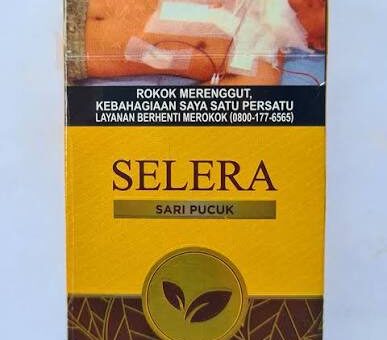 ROKOK MERENGGUT,
KEBAHAGIAAN SAYA SATU PERSATU
LAYANAN BERHENTI MEROKOK (0800-177-6565)
SELERA
SARI PUCUK